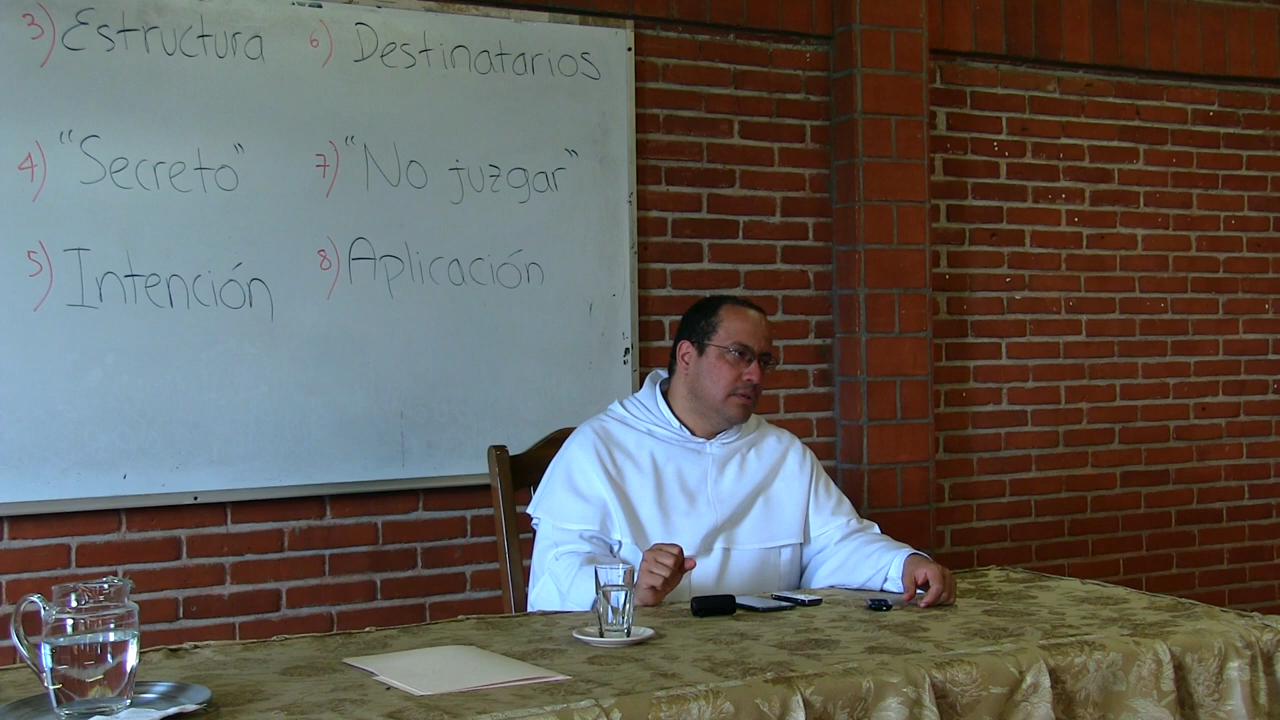 3) Estructura
4) "Secreto"
5) Intención
6) Destinatarios
7) "No juzgar"
8) Aplicación